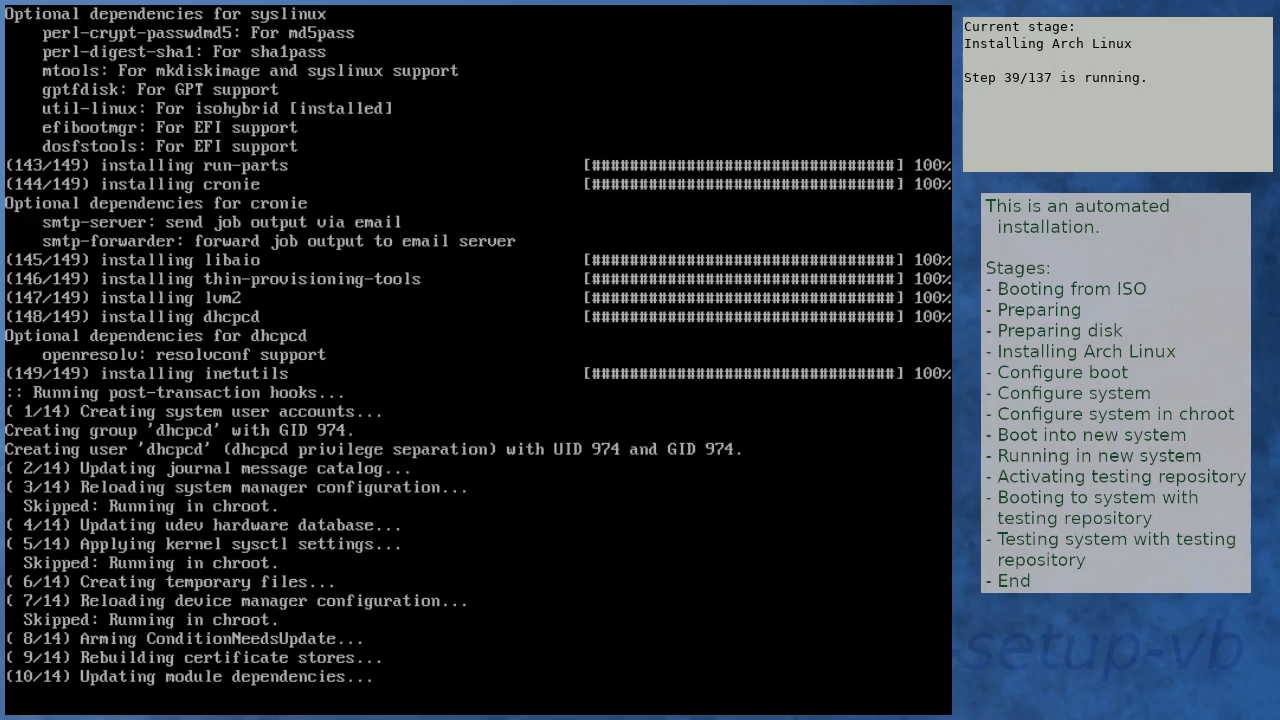 Optional dependencies for syslinux
perl-crypt-passwdmd5: For md5pass
perl-digest-sha1: For sha1pass
mtools: For mkdiskimage and syslinux support
gptfdisk: For GPT support
util-linux: For isohybrid [installed]
efibootmgr: For EFI support
dosfstools: For EFI support
(143/149) installing run-parts [################################] 100%
(144/149) installing cronie [################################] 100%
Optional dependencies for cronie
smtp-server: send job output via email
smtp-forwarder: forward job output to email server
(145/149) installing libaio [################################] 100%
(146/149) installing thin-provisioning-tools [################################] 100%
(147/149) installing lvm2 [################################] 100%
(148/149) installing dhcpcd [################################] 100%
Optional dependencies for dhcpcd
openresolv: resolvconf support
(149/149) installing inetutils [################################] 100%
:: Running post-transaction hooks...
( 1/14) Creating system user accounts...
Creating group 'dhcpcd' with GID 974.
Creating user 'dhcpcd' (dhcpcd privilege separation) with UID 974 and GID 974.
( 2/14) Updating journal message catalog...
( 3/14) Reloading system manager configuration...
Skipped: Running in chroot.
( 4/14) Updating udev hardware database...
( 5/14) Applying kernel sysctl settings...
Skipped: Running in chroot.
( 6/14) Creating temporary files...
( 7/14) Reloading device manager configuration...
Skipped: Running in chroot.
( 8/14) Arming ConditionNeedsUpdate...
( 9/14) Rebuilding certificate stores...
(10/14) Updating module dependencies...
Current stage:
Installing Arch Linux
Step 39/137 is running.
This is an automated
installation.
Stages:
- Booting from ISO
- Preparing
- Preparing disk
- Installing Arch Linux
- Configure boot
- Configure system
- Configure system in chroot
- Boot into new system
- Running in new system
- Activating testing repository
- Booting to system with
testing repository
- Testing system with testing
repository
- End
setup-vb